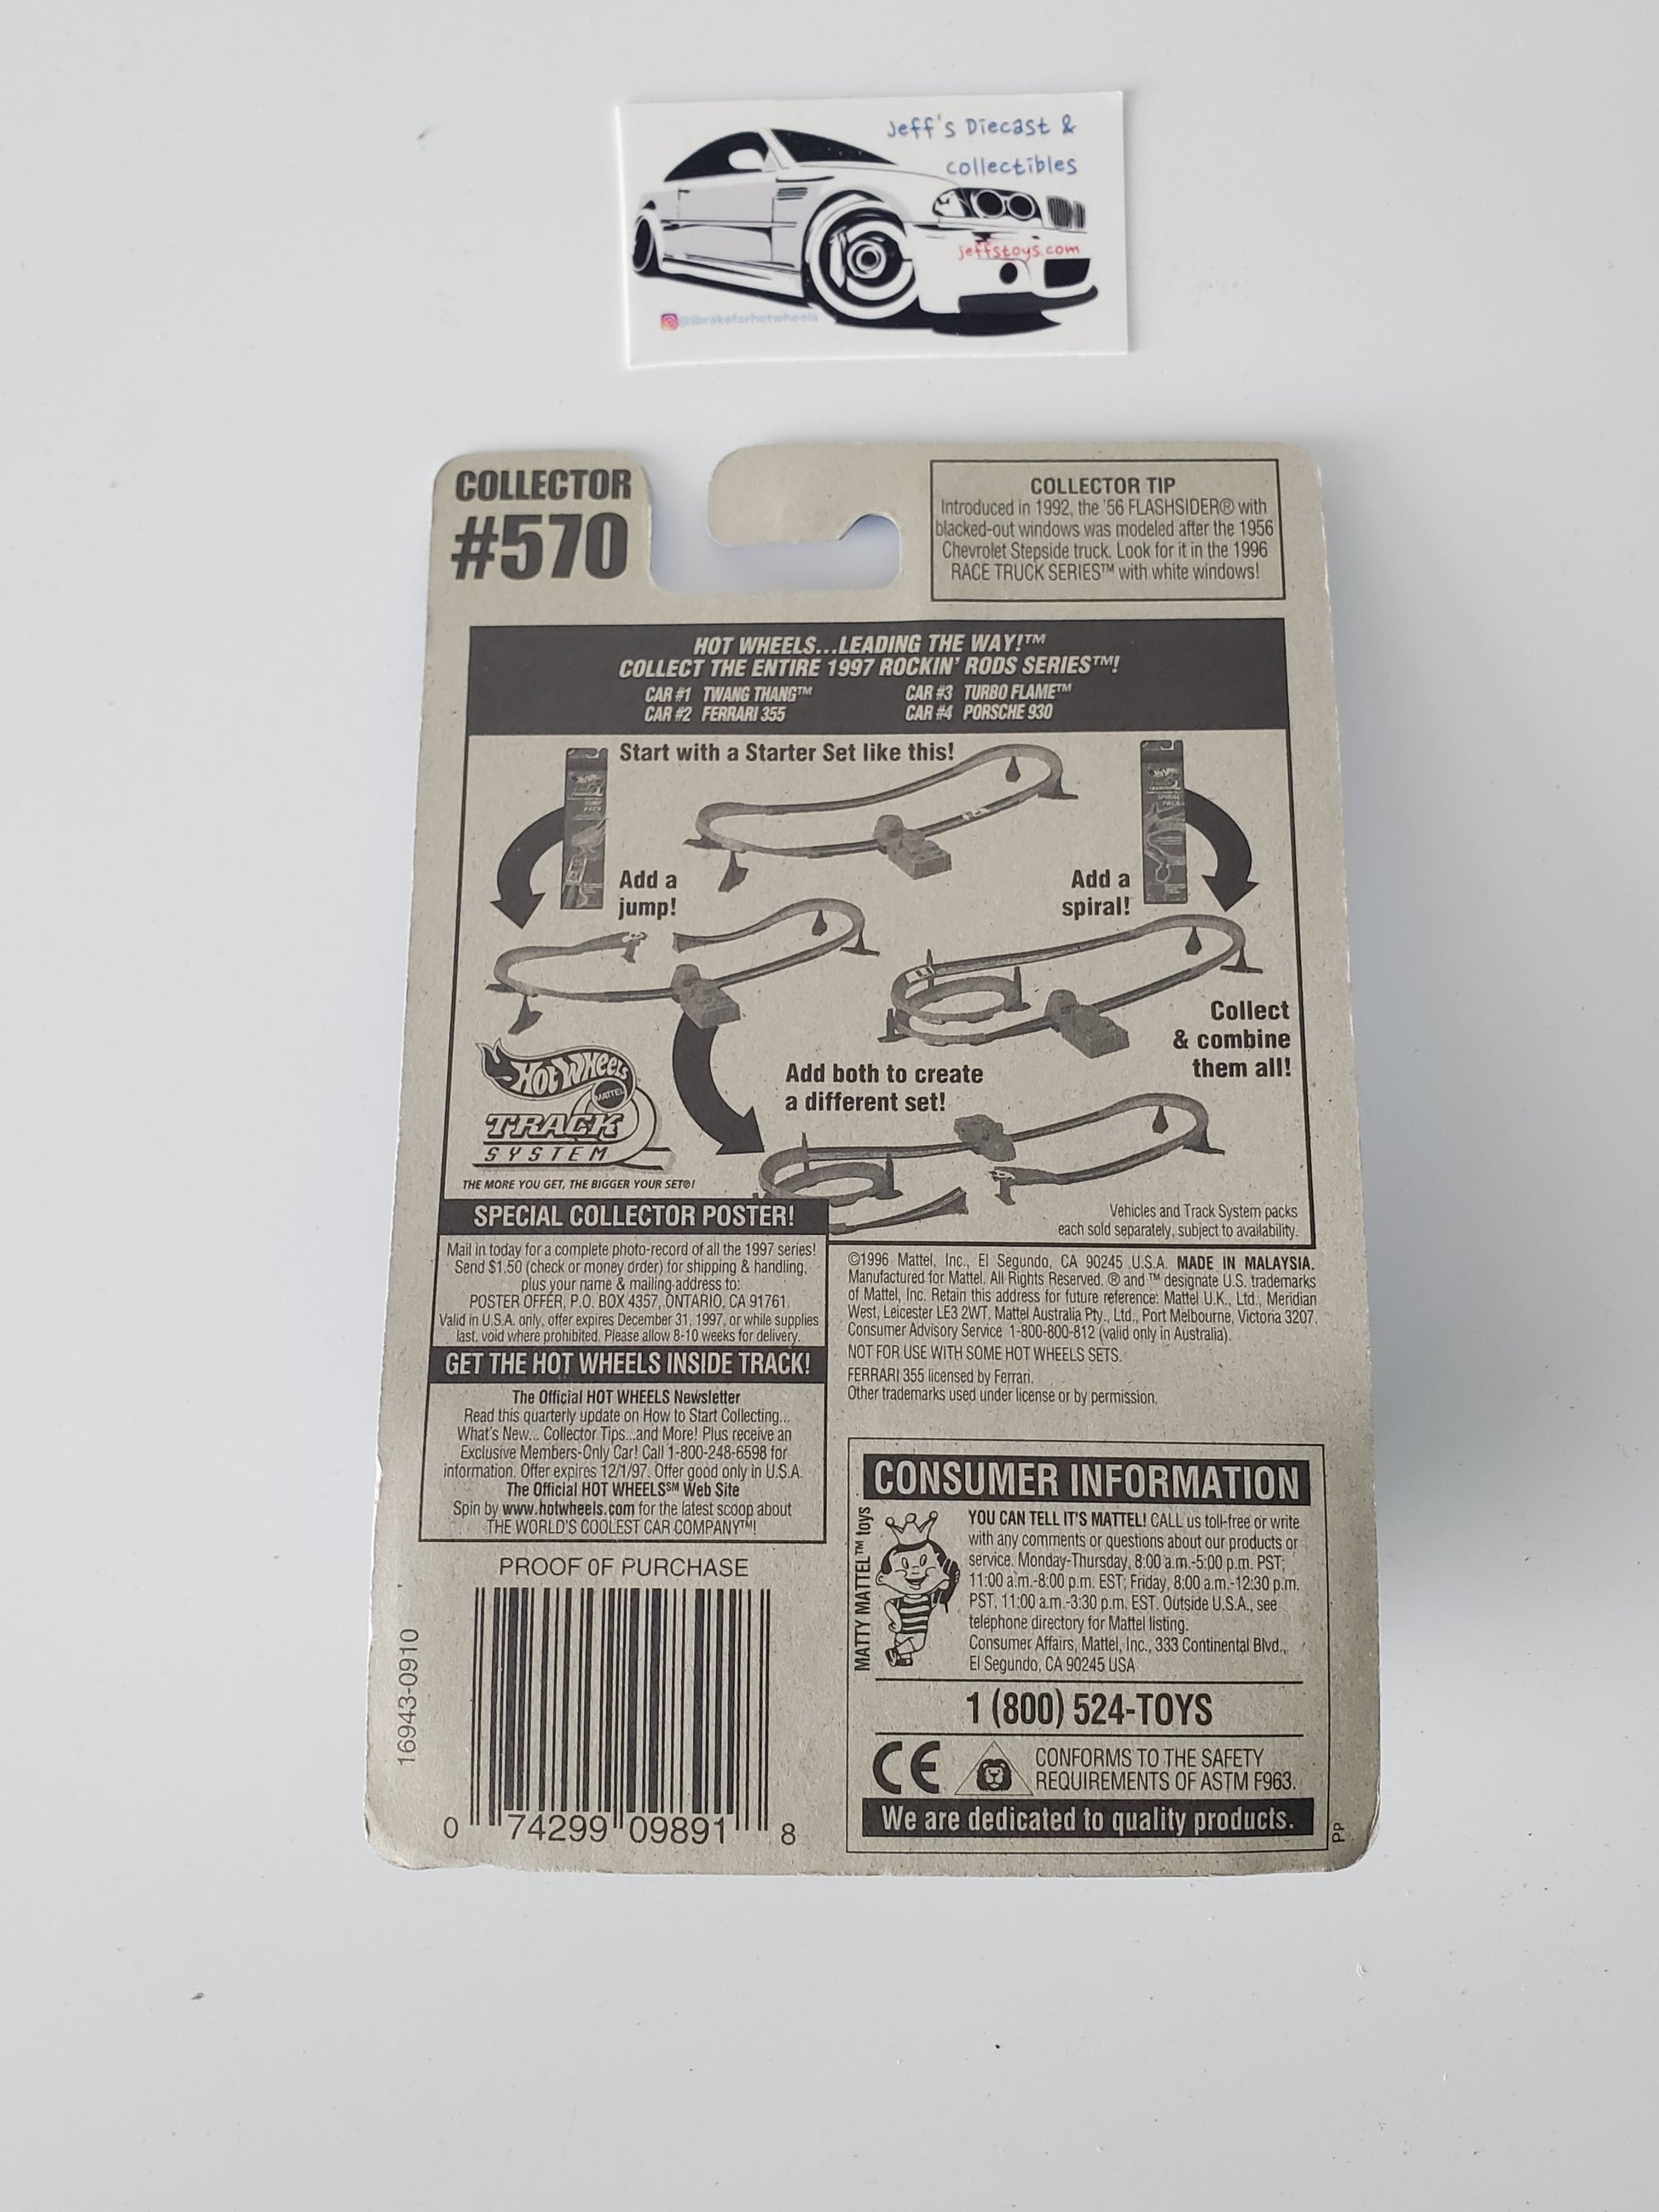 Jeff's Diecast &
collectibles
jeffstoys.com
@ibrakeforhotwheels
COLLECTOR
#570
COLLECTOR TIP
Introduced in 1992, the '56 FLASHSIDER® with
blacked-out windows was modeled after the 1956
Chevrolet Stepside truck. Look for it in the 1996
RACE TRUCK SERIES™ with white windows!
HOT WHEELS...LEADING THE WAY!™
COLLECT THE ENTIRE 1997 ROCKIN' RODS SERIES™!
CAR #1 TWANG THANG™
CAR #2 FERRARI 355
CAR #3 TURBO FLAME™
CAR #4 PORSCHE 930
Start with a Starter Set like this!
Add a
jump!
Add a
spiral!
Collect
& combine
them all!
Add both to create
a different set!
Hot Wheels
MATTEL
TRACK
SYSTEM
THE MORE YOU GET, THE BIGGER YOUR SET®!
Vehicles and Track System packs
each sold separately, subject to availability.
SPECIAL COLLECTOR POSTER!
Mail in today for a complete photo-record of all the 1997 series!
Send $1.50 (check or money order) for shipping & handling,
plus your name & mailing address to:
POSTER OFFER, P.O. BOX 4357, ONTARIO, CA 91761.
Valid in U.S.A. only, offer expires December 31, 1997, or while supplies
last, void where prohibited. Please allow 8-10 weeks for delivery.
GET THE HOT WHEELS INSIDE TRACK!
The Official HOT WHEELS Newsletter
Read this quarterly update on How to Start Collecting...
What's New... Collector Tips...and More! Plus receive an
Exclusive Members-Only Car! Call 1-800-248-6598 for
information. Offer expires 12/1/97. Offer good only in U.S.A.
The Official HOT WHEELS℠ Web Site
Spin by www.hotwheels.com for the latest scoop about
THE WORLD'S COOLEST CAR COMPANY™!
©1996 Mattel, Inc., El Segundo, CA 90245 U.S.A. MADE IN MALAYSIA.
Manufactured for Mattel. All Rights Reserved. ® and ™ designate U.S. trademarks
of Mattel, Inc. Retain this address for future reference: Mattel U.K., Ltd., Meridian
West, Leicester LE3 2WT. Mattel Australia Pty., Ltd., Port Melbourne, Victoria 3207.
Consumer Advisory Service 1-800-800-812 (valid only in Australia).
NOT FOR USE WITH SOME HOT WHEELS SETS.
FERRARI 355 licensed by Ferrari.
Other trademarks used under license or by permission.
PROOF OF PURCHASE
16943-0910
0 74299 09891 8
CONSUMER INFORMATION
MATTY MATTEL™ toys
YOU CAN TELL IT'S MATTEL! CALL us toll-free or write
with any comments or questions about our products or
service. Monday-Thursday, 8:00 a.m.-5:00 p.m. PST;
11:00 a.m.-8:00 p.m. EST; Friday, 8:00 a.m.-12:30 p.m.
PST, 11:00 a.m.-3:30 p.m. EST. Outside U.S.A., see
telephone directory for Mattel listing.
Consumer Affairs, Mattel, Inc., 333 Continental Blvd.,
El Segundo, CA 90245 USA
1 (800) 524-TOYS
CE
CONFORMS TO THE SAFETY
REQUIREMENTS OF ASTM F963.
We are dedicated to quality products.
PP